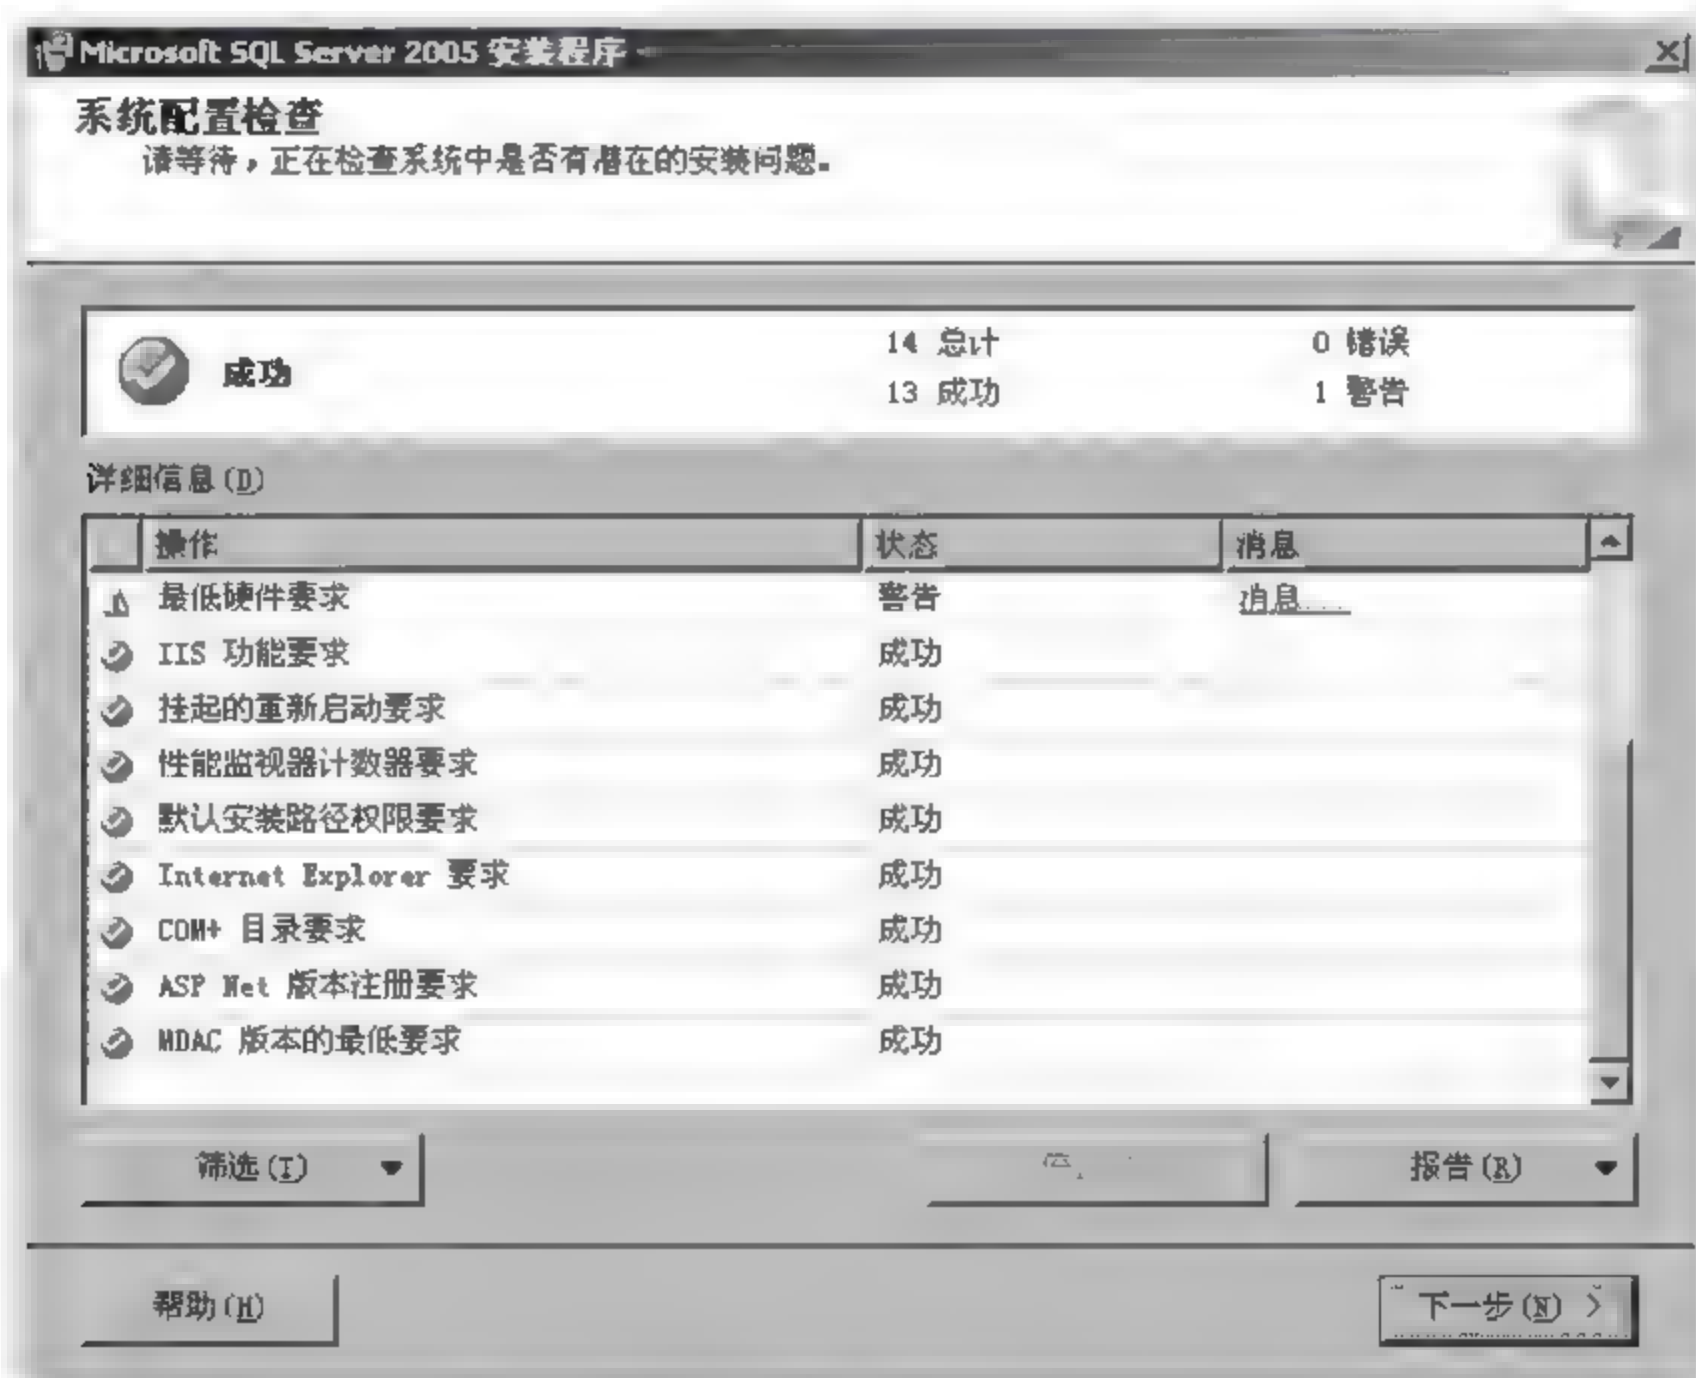 Microsoft SQL Server 2005 安装程序
系统配置检查
请等待，正在检查系统中是否有潜在的安装问题。
成功
14 总计
0 错误
13 成功
1 警告
详细信息(D)
操作 状态 消息
最低硬件要求 警告 消息...
IIS 功能要求 成功
挂起的重新启动要求 成功
性能监视器计数器要求 成功
默认安装路径权限要求 成功
Internet Explorer 要求 成功
COM+ 目录要求 成功
ASP Net 版本注册要求 成功
MDAC 版本的最低要求 成功
筛选(I)
报告(R)
帮助(H)
下一步(N) >